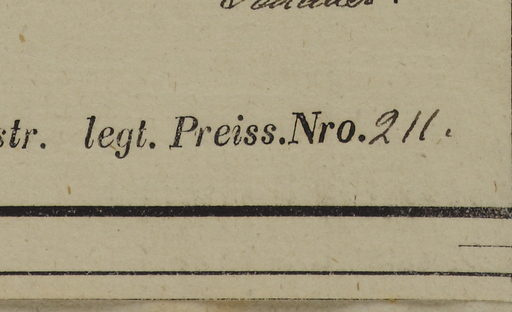 str. legt. Preiss. Nro. 211.